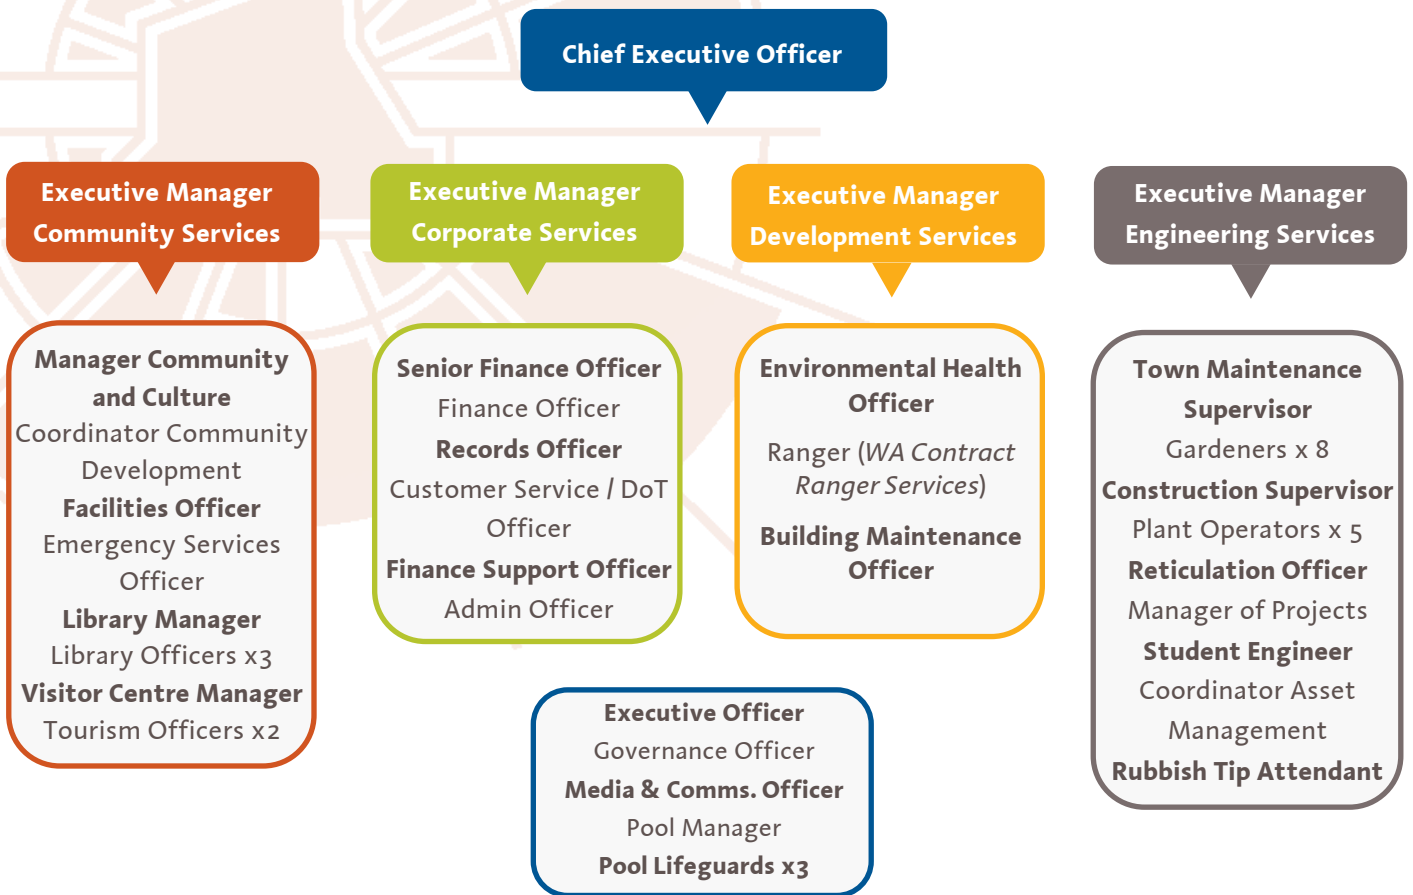 Chief Executive Officer
Executive Manager
Community Services
Executive Manager
Corporate Services
Executive Manager
Development Services
Executive Manager
Engineering Services
Manager Community
and Culture
Coordinator Community
Development
Facilities Officer
Emergency Services
Officer
Library Manager
Library Officers x3
Visitor Centre Manager
Tourism Officers x2
Senior Finance Officer
Finance Officer
Records Officer
Customer Service / DoT
Officer
Finance Support Officer
Admin Officer
Environmental Health
Officer
Ranger (WA Contract
Ranger Services)
Building Maintenance
Officer
Town Maintenance
Supervisor
Gardeners x 8
Construction Supervisor
Plant Operators x 5
Reticulation Officer
Manager of Projects
Student Engineer
Coordinator Asset
Management
Rubbish Tip Attendant
Executive Officer
Governance Officer
Media & Comms. Officer
Pool Manager
Pool Lifeguards x3